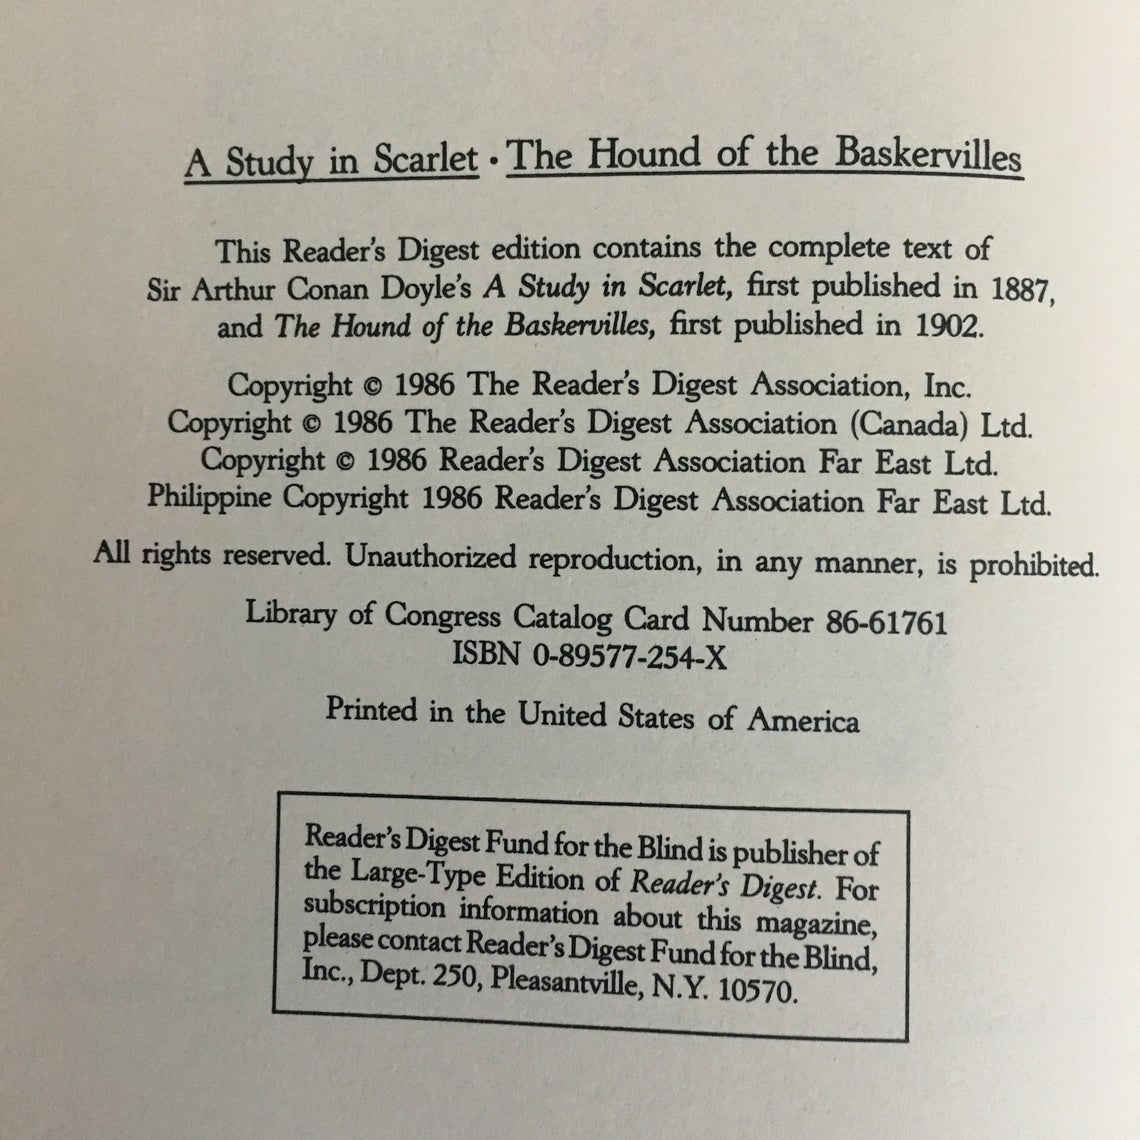 A Study in Scarlet • The Hound of the Baskervilles
This Reader's Digest edition contains the complete text of
Sir Arthur Conan Doyle's A Study in Scarlet, first published in 1887,
and The Hound of the Baskervilles, first published in 1902.
Copyright © 1986 The Reader's Digest Association, Inc.
Copyright © 1986 The Reader's Digest Association (Canada) Ltd.
Copyright © 1986 Reader's Digest Association Far East Ltd.
Philippine Copyright 1986 Reader's Digest Association Far East Ltd.
All rights reserved. Unauthorized reproduction, in any manner, is prohibited.
Library of Congress Catalog Card Number 86-61761
ISBN 0-89577-254-X
Printed in the United States of America
Reader's Digest Fund for the Blind is publisher of
the Large-Type Edition of Reader's Digest. For
subscription information about this magazine,
please contact Reader's Digest Fund for the Blind,
Inc., Dept. 250, Pleasantville, N.Y. 10570.